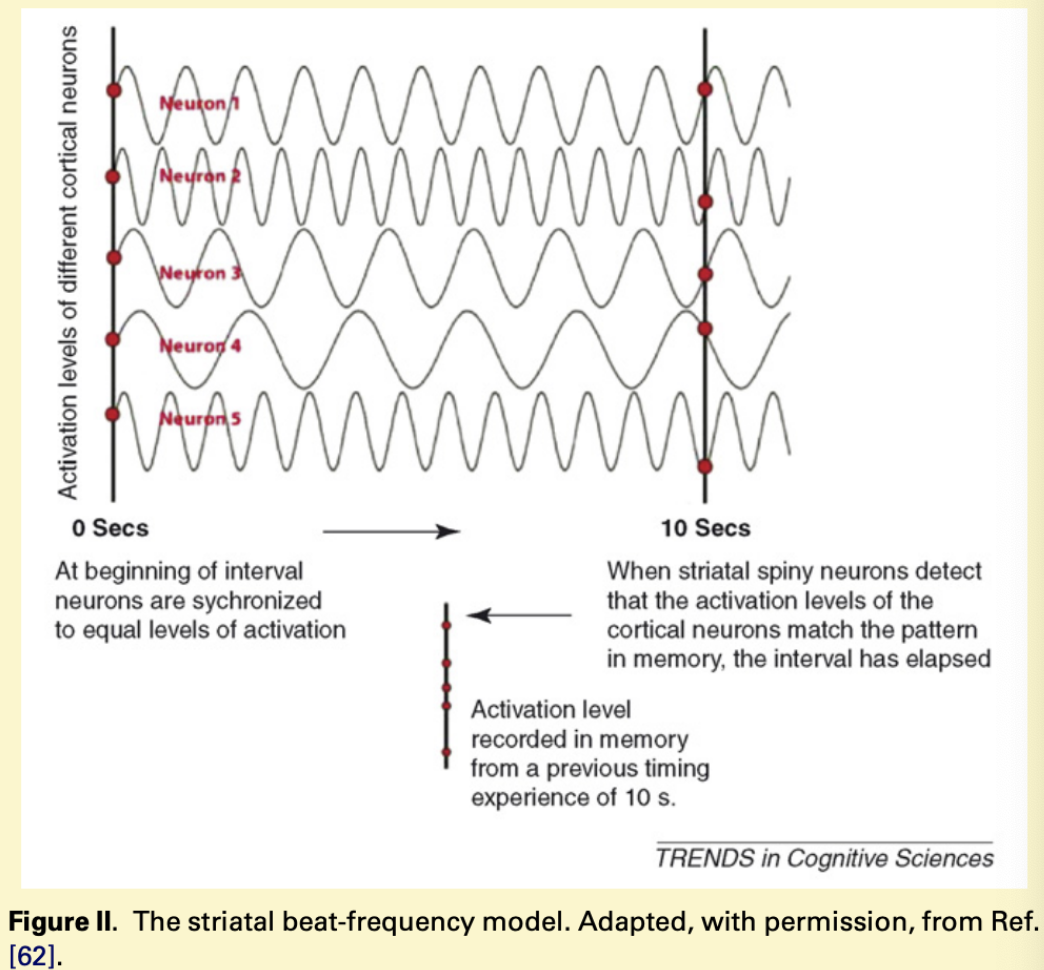 Activation levels of different cortical neurons
Neuron 1
Neuron 2
Neuron 3
Neuron 4
Neuron 5
0 Secs
10 Secs
At beginning of interval
neurons are sychronized
to equal levels of activation
When striatal spiny neurons detect
that the activation levels of the
cortical neurons match the pattern
in memory, the interval has elapsed
Activation level
recorded in memory
from a previous timing
experience of 10 s.
TRENDS in Cognitive Sciences
Figure II. The striatal beat-frequency model. Adapted, with permission, from Ref.
[62].